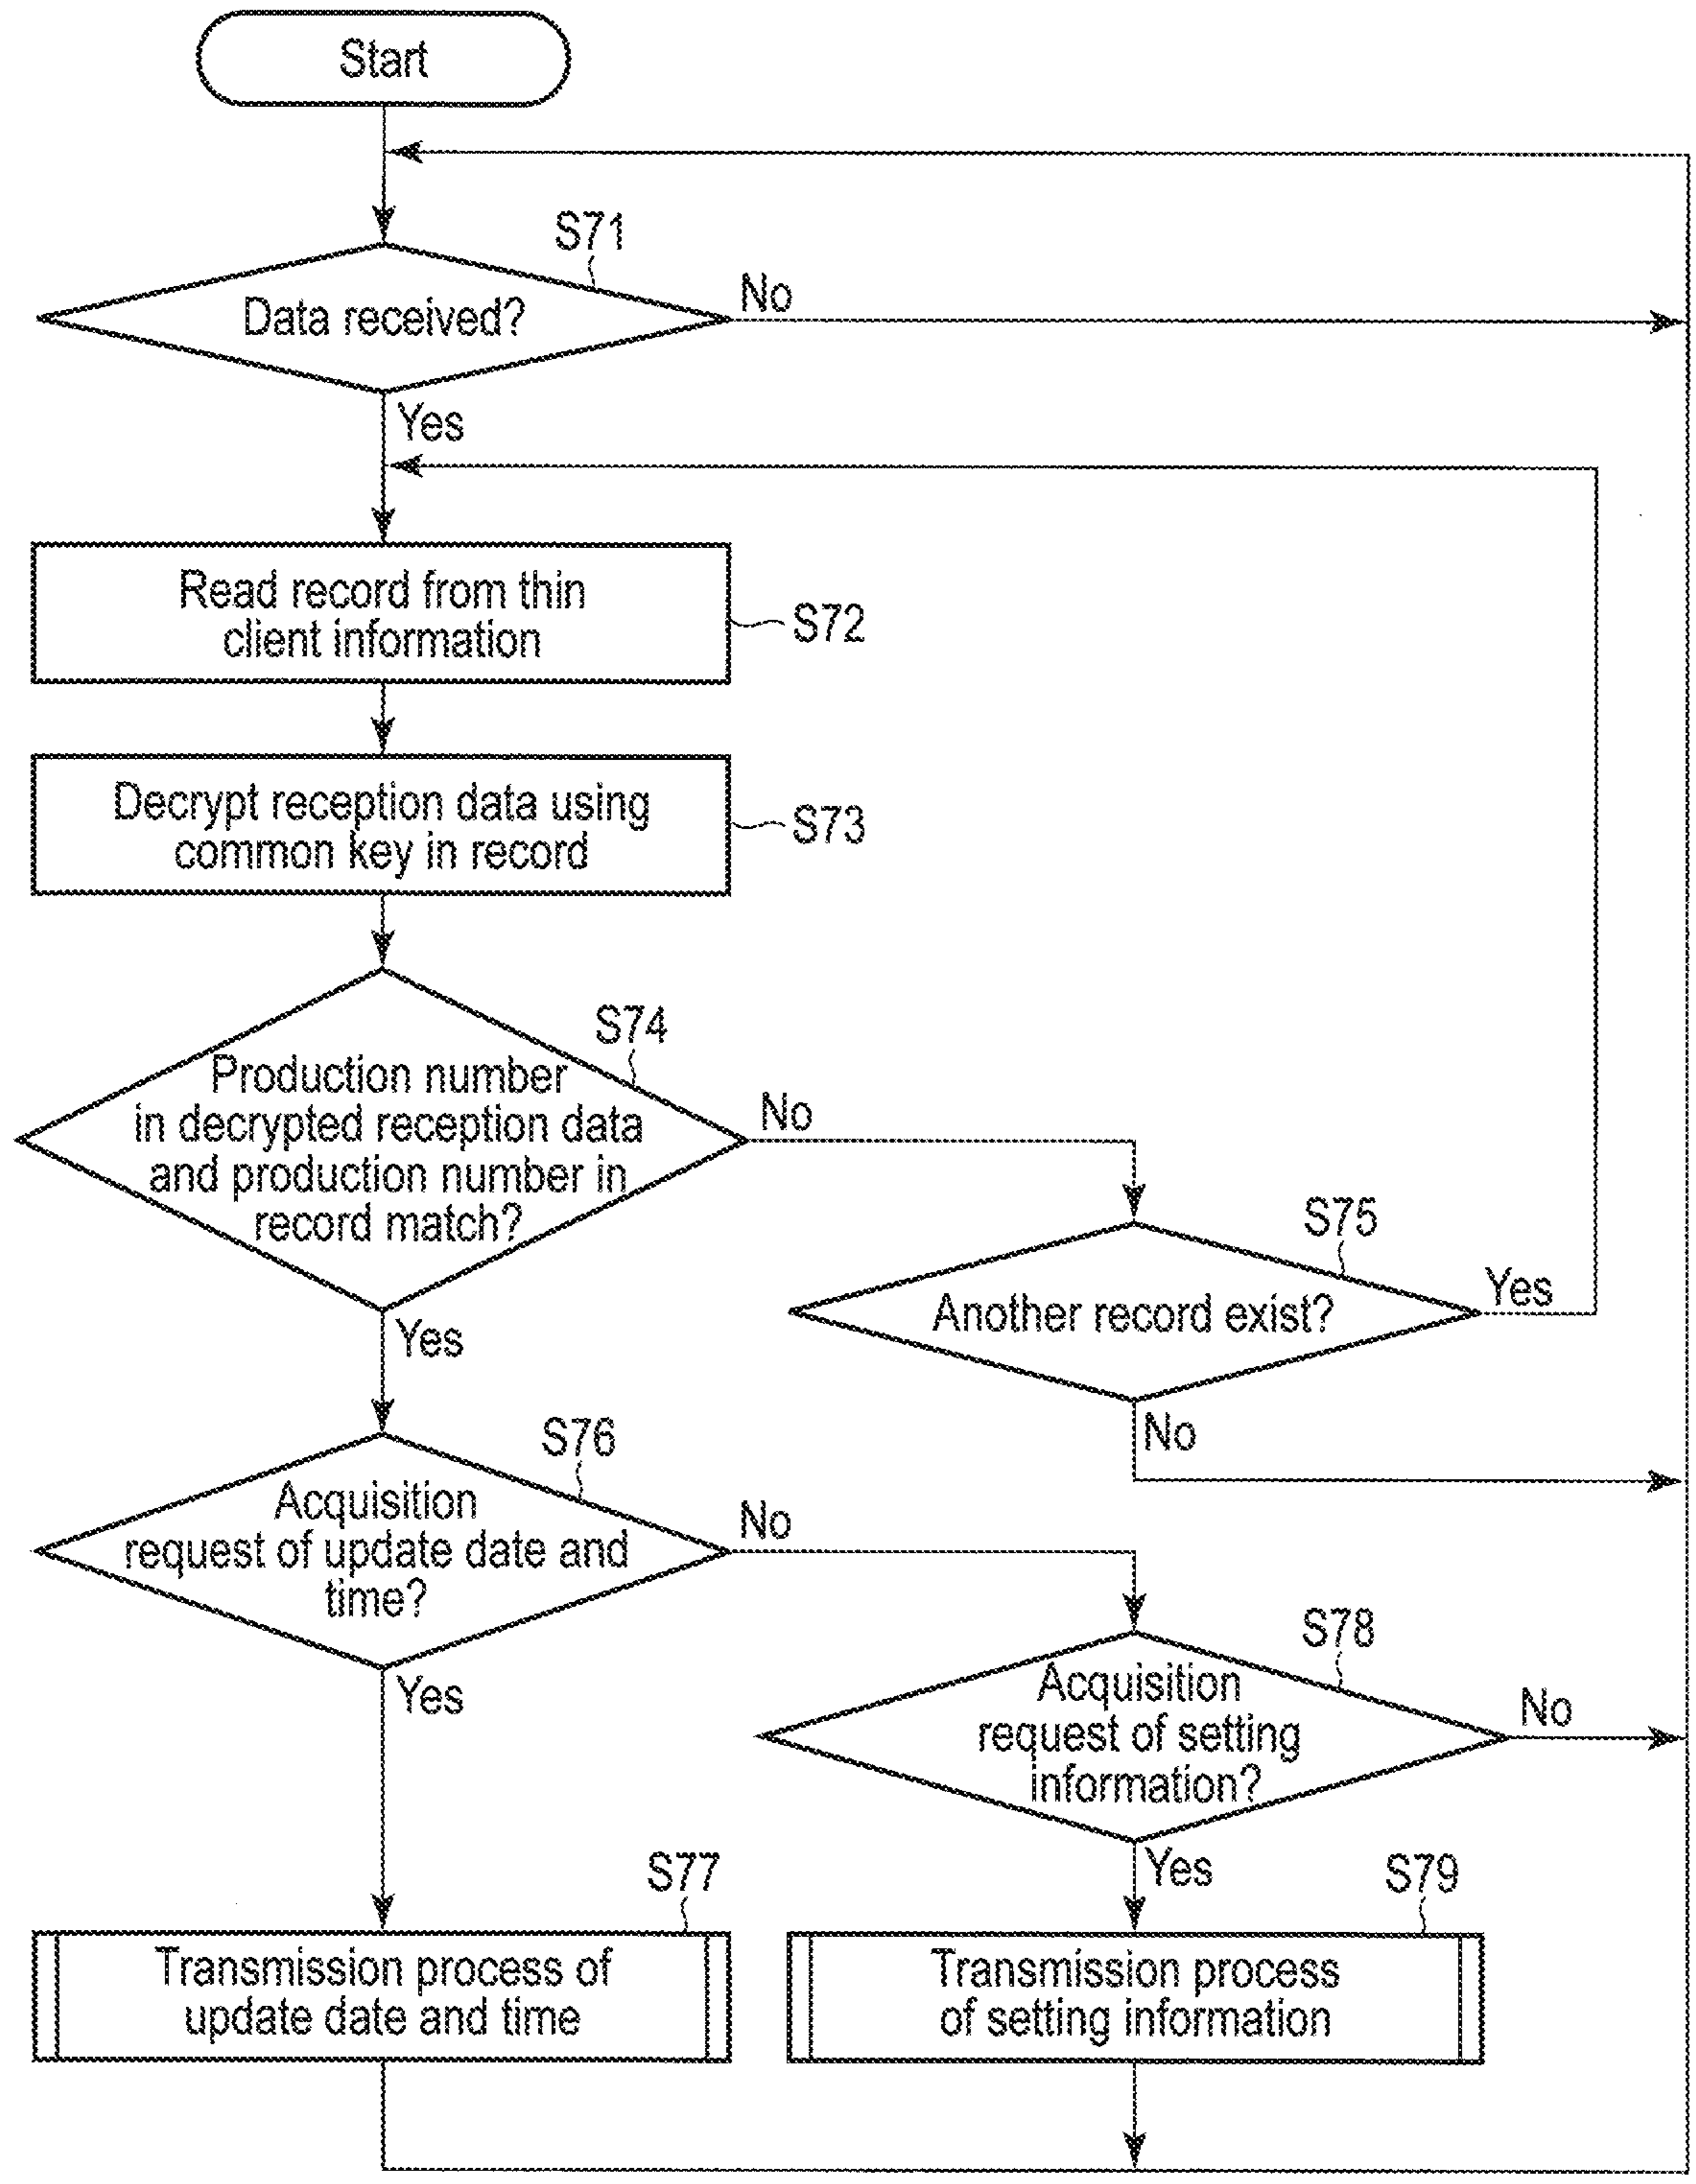 Start
S71
Data received?
No
Yes
Read record from thin
client information
S72
Decrypt reception data using
common key in record
S73
S74
Production number
in decrypted reception data
and production number in
record match?
No
Yes
S75
Another record exist?
Yes
No
S76
Acquisition
request of update date and
time?
No
Yes
S78
Acquisition
request of setting
information?
No
Yes
S77
Transmission process of
update date and time
S79
Transmission process
of setting information